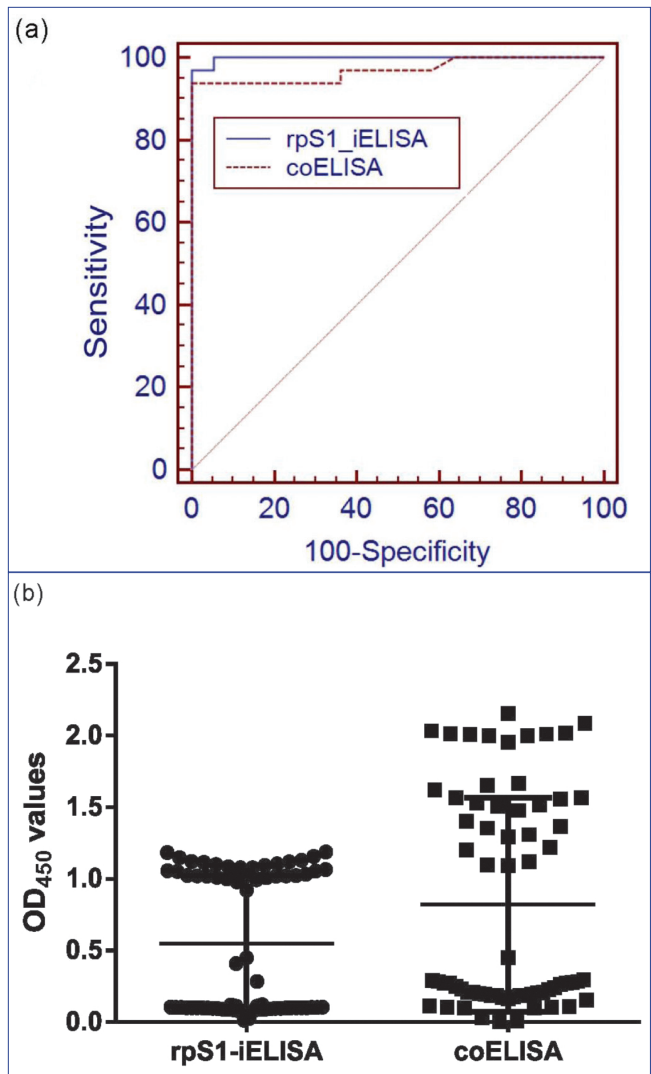 (a)
100
80
60
40
20
0
Sensitivity
rpS1_iELISA
coELISA
0 20 40 60 80 100
100-Specificity
(b)
2.5
2.0
1.5
1.0
0.5
0.0
OD450 values
rpS1-iELISA coELISA